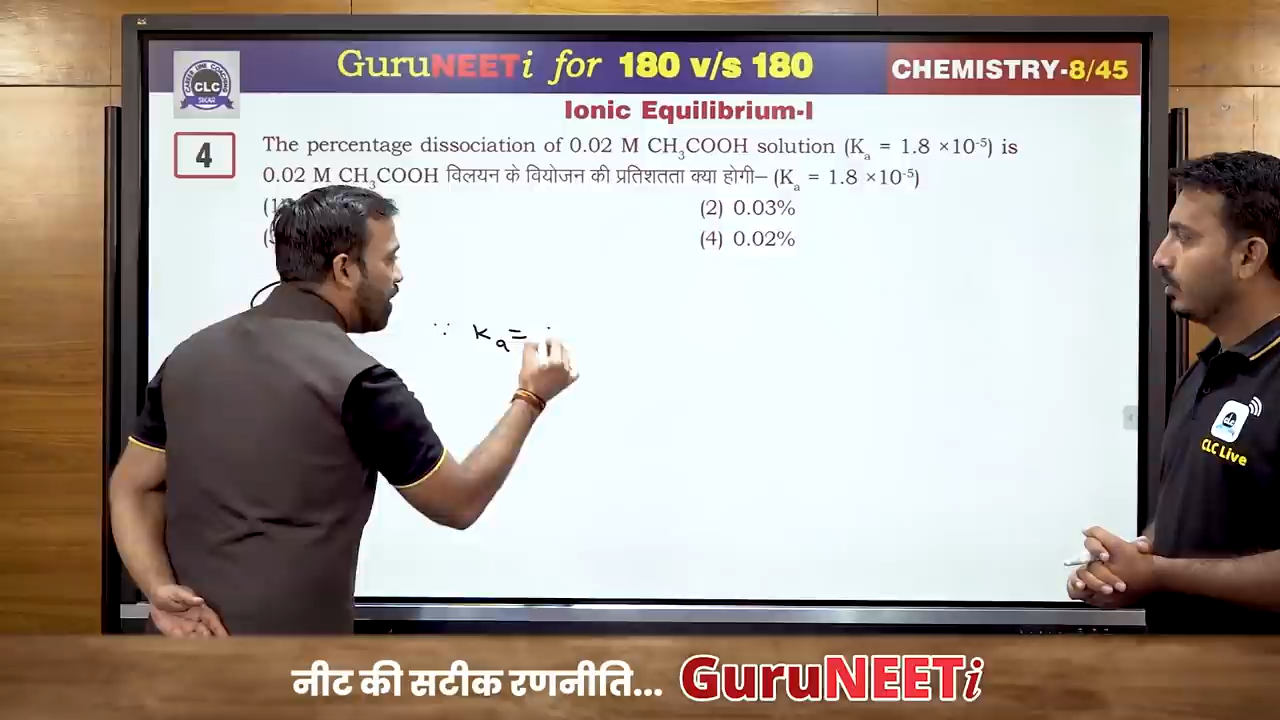 GuruNEETi for 180 v/s 180
CHEMISTRY-8/45
CLC
SIKAR
Ionic Equilibrium-I
4
The percentage dissociation of 0.02 M CH₃COOH solution (Kₐ = 1.8 ×10⁻⁵) is
0.02 M CH₃COOH विलयन के वियोजन की प्रतिशतता क्या होगी– (Kₐ = 1.8 ×10⁻⁵)
(2) 0.03%
(4) 0.02%
∵ Kₐ =
CLC Live
नीट की सटीक रणनीति... GuruNEETi